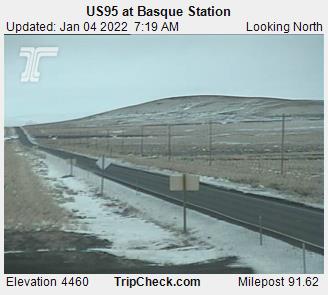 US95 at Basque Station
Updated: Jan 04 2022 7:19 AM Looking North
Elevation 4460 TripCheck.com Milepost 91.62